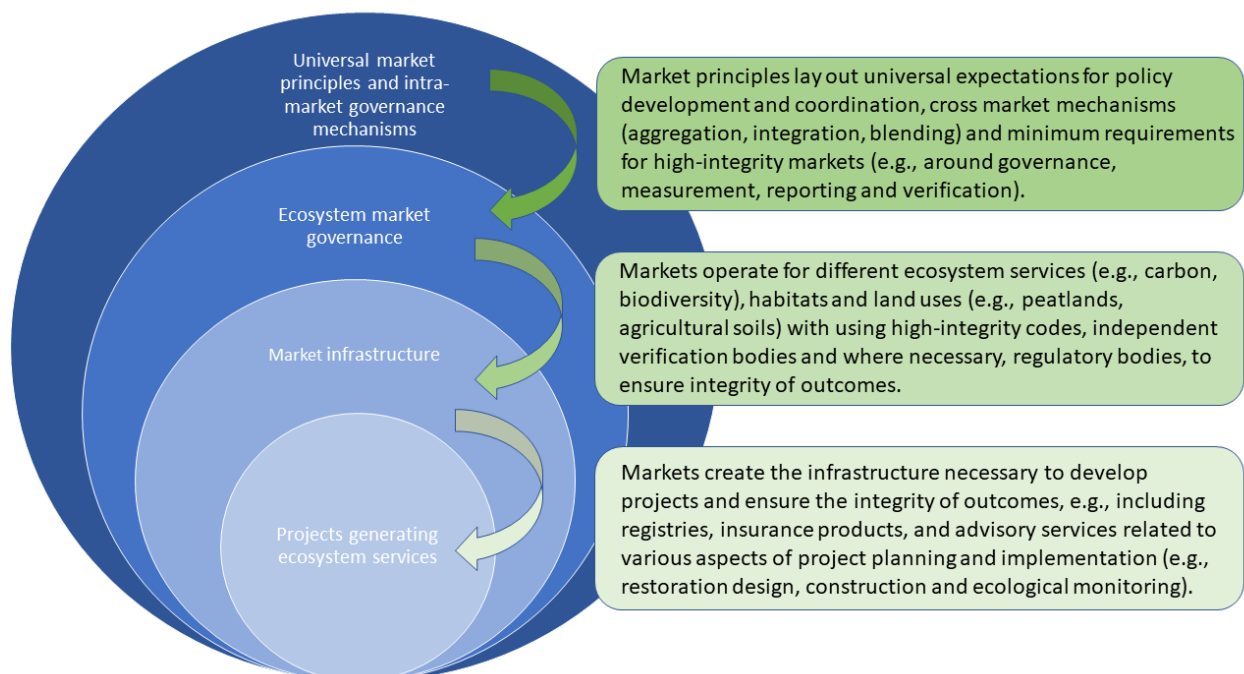 Universal market
principles and intra-
market governance
mechanisms
Market principles lay out universal expectations for policy
development and coordination, cross market mechanisms
(aggregation, integration, blending) and minimum requirements
for high-integrity markets (e.g., around governance,
measurement, reporting and verification).
Ecosystem market
governance
Markets operate for different ecosystem services (e.g., carbon,
biodiversity), habitats and land uses (e.g., peatlands,
agricultural soils) with using high-integrity codes, independent
verification bodies and where necessary, regulatory bodies, to
ensure integrity of outcomes.
Market infrastructure
Markets create the infrastructure necessary to develop
projects and ensure the integrity of outcomes, e.g., including
registries, insurance products, and advisory services related to
various aspects of project planning and implementation (e.g.,
restoration design, construction and ecological monitoring).
Projects generating
ecosystem services